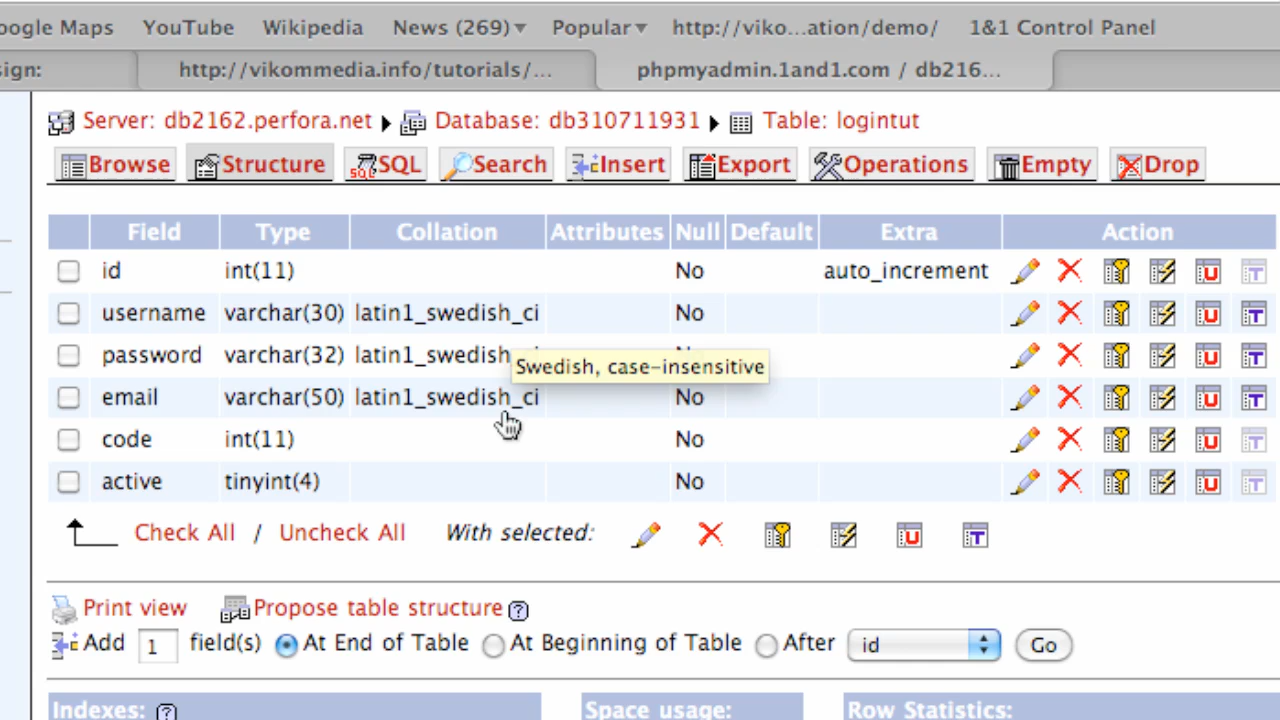 oogle Maps YouTube Wikipedia News (269)▾ Popular▾ http://viko...ation/demo/ 1&1 Control Panel
sign: http://vikommedia.info/tutorials/... phpmyadmin.1and1.com / db216...
Server: db2162.perfora.net ▸ Database: db310711931 ▸ Table: logintut
Browse Structure SQL Search Insert Export Operations Empty Drop
Field Type Collation Attributes Null Default Extra Action
id int(11) No auto_increment
username varchar(30) latin1_swedish_ci No
password varchar(32) latin1_swedish_
Swedish, case-insensitive
email varchar(50) latin1_swedish_ci No
code int(11) No
active tinyint(4) No
Check All / Uncheck All With selected:
Print view Propose table structure ?
Add 1 field(s) At End of Table At Beginning of Table After id Go
Indexes: ? Space usage: Row Statistics: